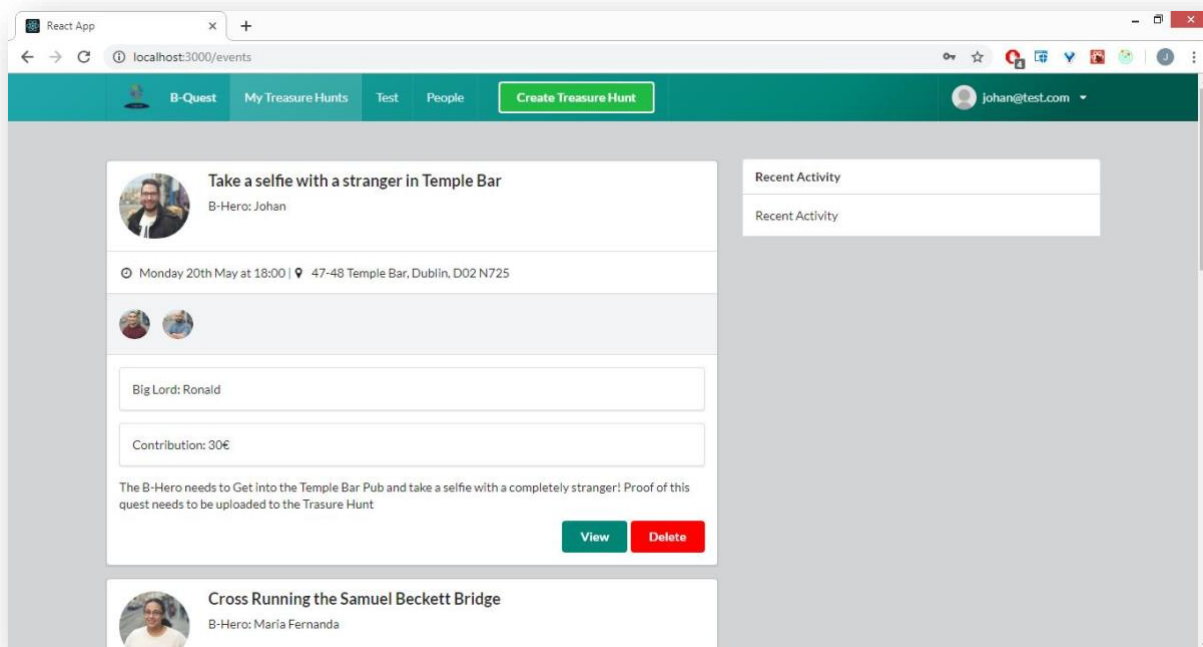 React App
localhost:3000/events
4
J
B-Quest My Treasure Hunts Test People Create Treasure Hunt johan@test.com
Take a selfie with a stranger in Temple Bar
B-Hero: Johan
Monday 20th May at 18:00 | 47-48 Temple Bar, Dublin, D02 N725
Big Lord: Ronald
Contribution: 30€
The B-Hero needs to Get into the Temple Bar Pub and take a selfie with a completely stranger! Proof of this
quest needs to be uploaded to the Trasure Hunt
View Delete
Cross Running the Samuel Beckett Bridge
B-Hero: Maria Fernanda
Recent Activity
Recent Activity